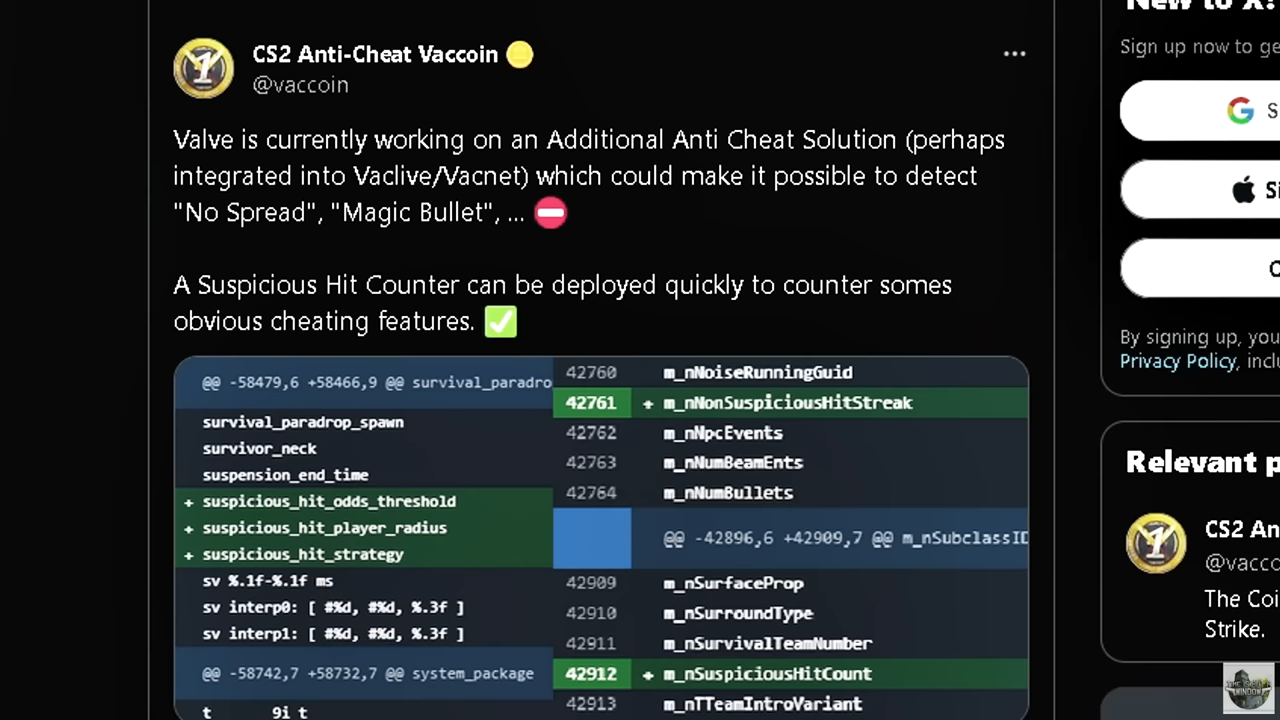 New to X?
CS2 Anti-Cheat Vaccoin
@vaccoin
Sign up now to ge
Valve is currently working on an Additional Anti Cheat Solution (perhaps
integrated into Vaclive/Vacnet) which could make it possible to detect
"No Spread", "Magic Bullet", ...
A Suspicious Hit Counter can be deployed quickly to counter somes
obvious cheating features.
@@ -58479,6 +58466,9 @@ survival_paradro
survival_paradrop_spawn
survivor_neck
suspension_end_time
+ suspicious_hit_odds_threshold
+ suspicious_hit_player_radius
+ suspicious_hit_strategy
sv %.1f-%.1f ms
sv interp0: [ #%d, #%d, %.3f ]
sv interp1: [ #%d, #%d, %.3f ]
@@ -58742,7 +58732,7 @@ system_package
42760 m_nNoiseRunningGuid
42761 + m_nNonSuspiciousHitStreak
42762 m_nNpcEvents
42763 m_nNumBeamEnts
42764 m_nNumBullets
@@ -42896,6 +42909,7 @@ m_nSubclassID
42909 m_nSurfaceProp
42910 m_nSurroundType
42911 m_nSurvivalTeamNumber
42912 + m_nSuspiciousHitCount
42913 m_nTTeamIntroVariant
S
Si
By signing up, you
Privacy Policy, inclu
Relevant p
CS2 An
@vacco
The Coi
Strike.